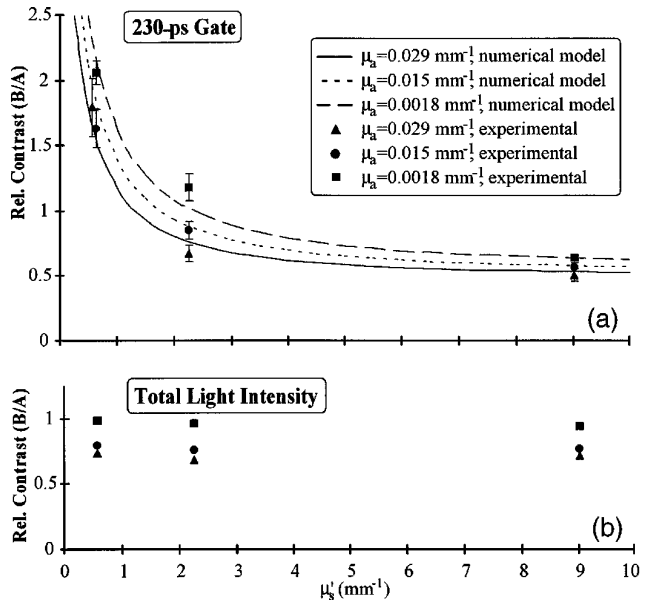 230-ps Gate
2.5
2
1.5
1
0.5
0
Rel. Contrast (B/A)
μa=0.029 mm-1; numerical model
μa=0.015 mm-1; numerical model
μa=0.0018 mm-1, numerical model
μa=0.029 mm-1; experimental
μa=0.015 mm-1; experimental
μa=0.0018 mm-1; experimental
(a)
Total Light Intensity
1
0.5
0
Rel. Contrast (B/A)
(b)
0 1 2 3 4 5 6 7 8 9 10
μs'(mm-1)